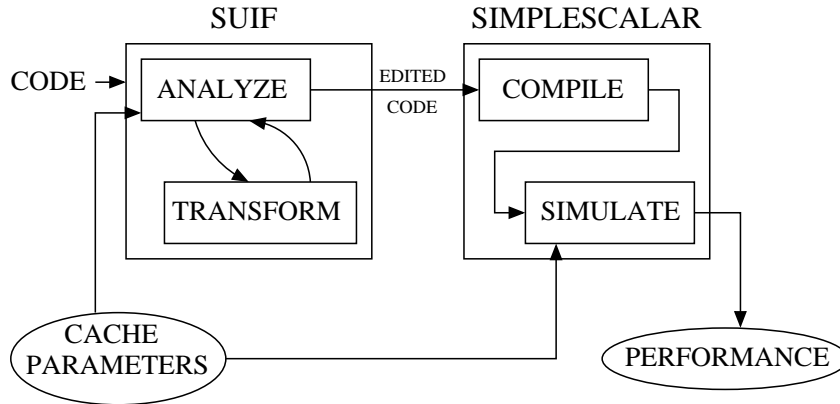 SUIF
SIMPLESCALAR
CODE
ANALYZE
EDITED
CODE
COMPILE
TRANSFORM
SIMULATE
CACHE
PARAMETERS
PERFORMANCE